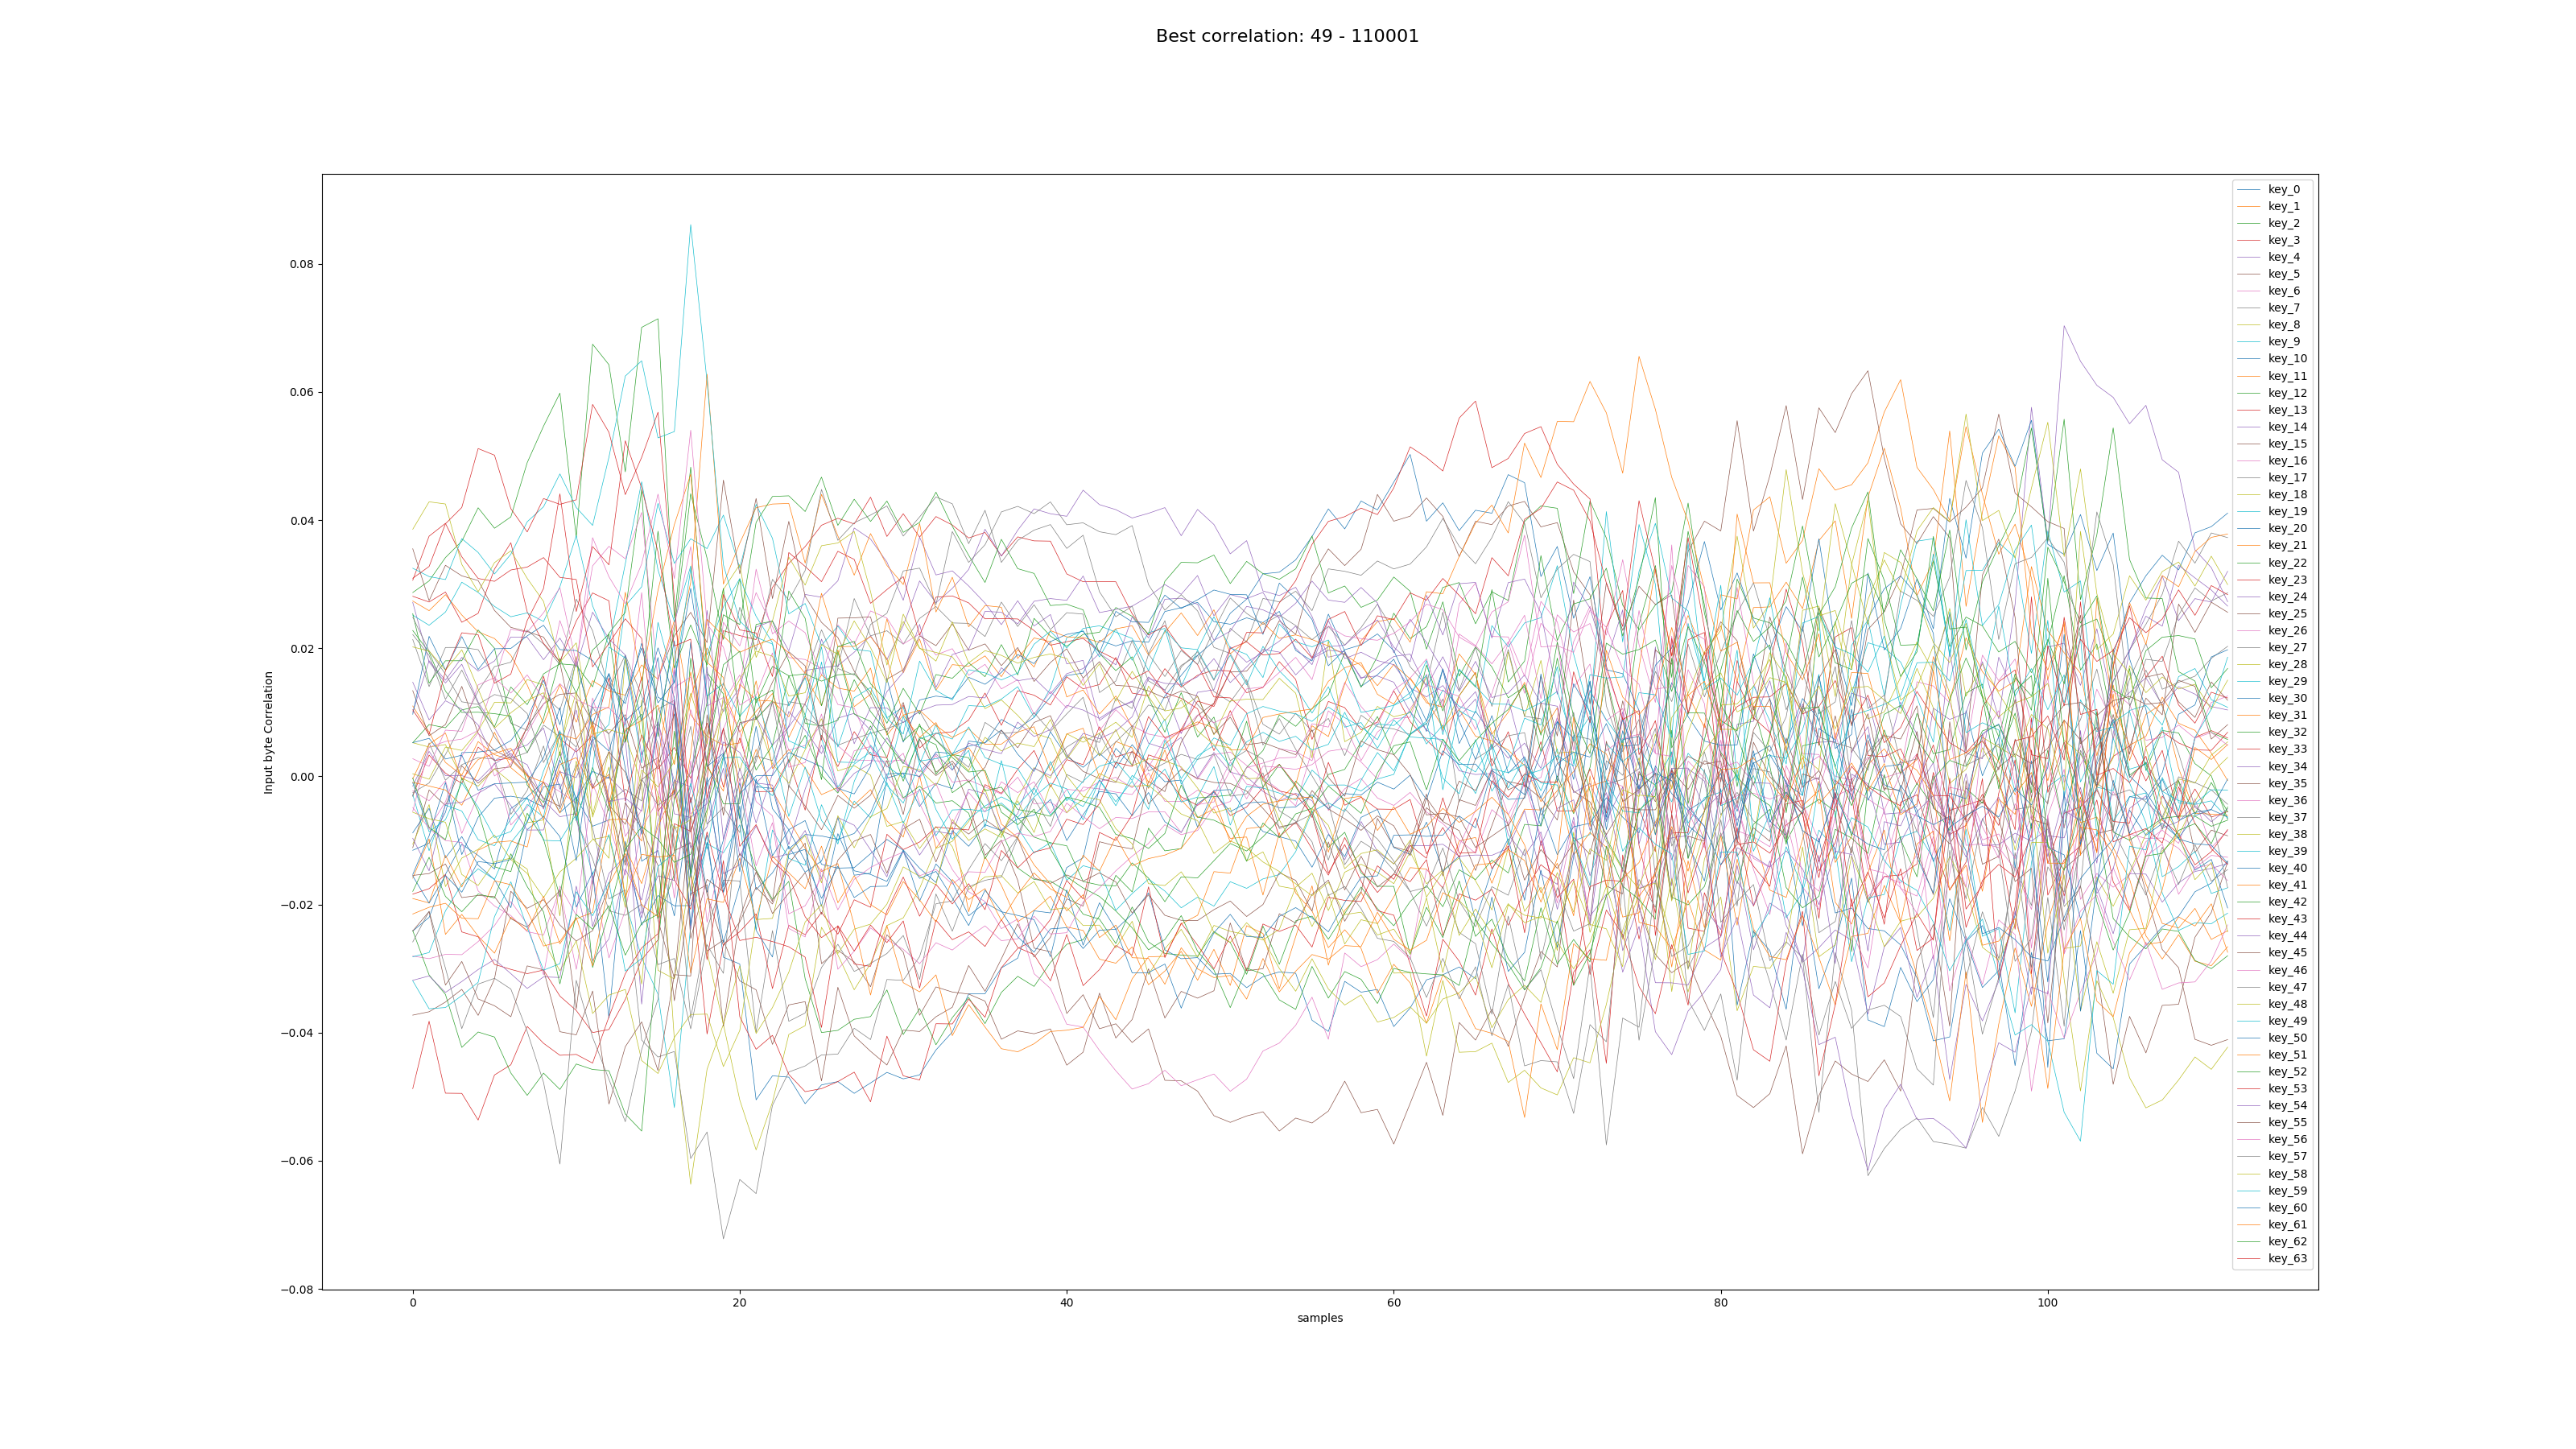 Best correlation: 49 - 110001
0.08
0.06
0.04
0.02
0.00
−0.02
−0.04
−0.06
−0.08
Input byte Correlation
0 20 40 60 80 100
samples
key_0
key_1
key_2
key_3
key_4
key_5
key_6
key_7
key_8
key_9
key_10
key_11
key_12
key_13
key_14
key_15
key_16
key_17
key_18
key_19
key_20
key_21
key_22
key_23
key_24
key_25
key_26
key_27
key_28
key_29
key_30
key_31
key_32
key_33
key_34
key_35
key_36
key_37
key_38
key_39
key_40
key_41
key_42
key_43
key_44
key_45
key_46
key_47
key_48
key_49
key_50
key_51
key_52
key_53
key_54
key_55
key_56
key_57
key_58
key_59
key_60
key_61
key_62
key_63